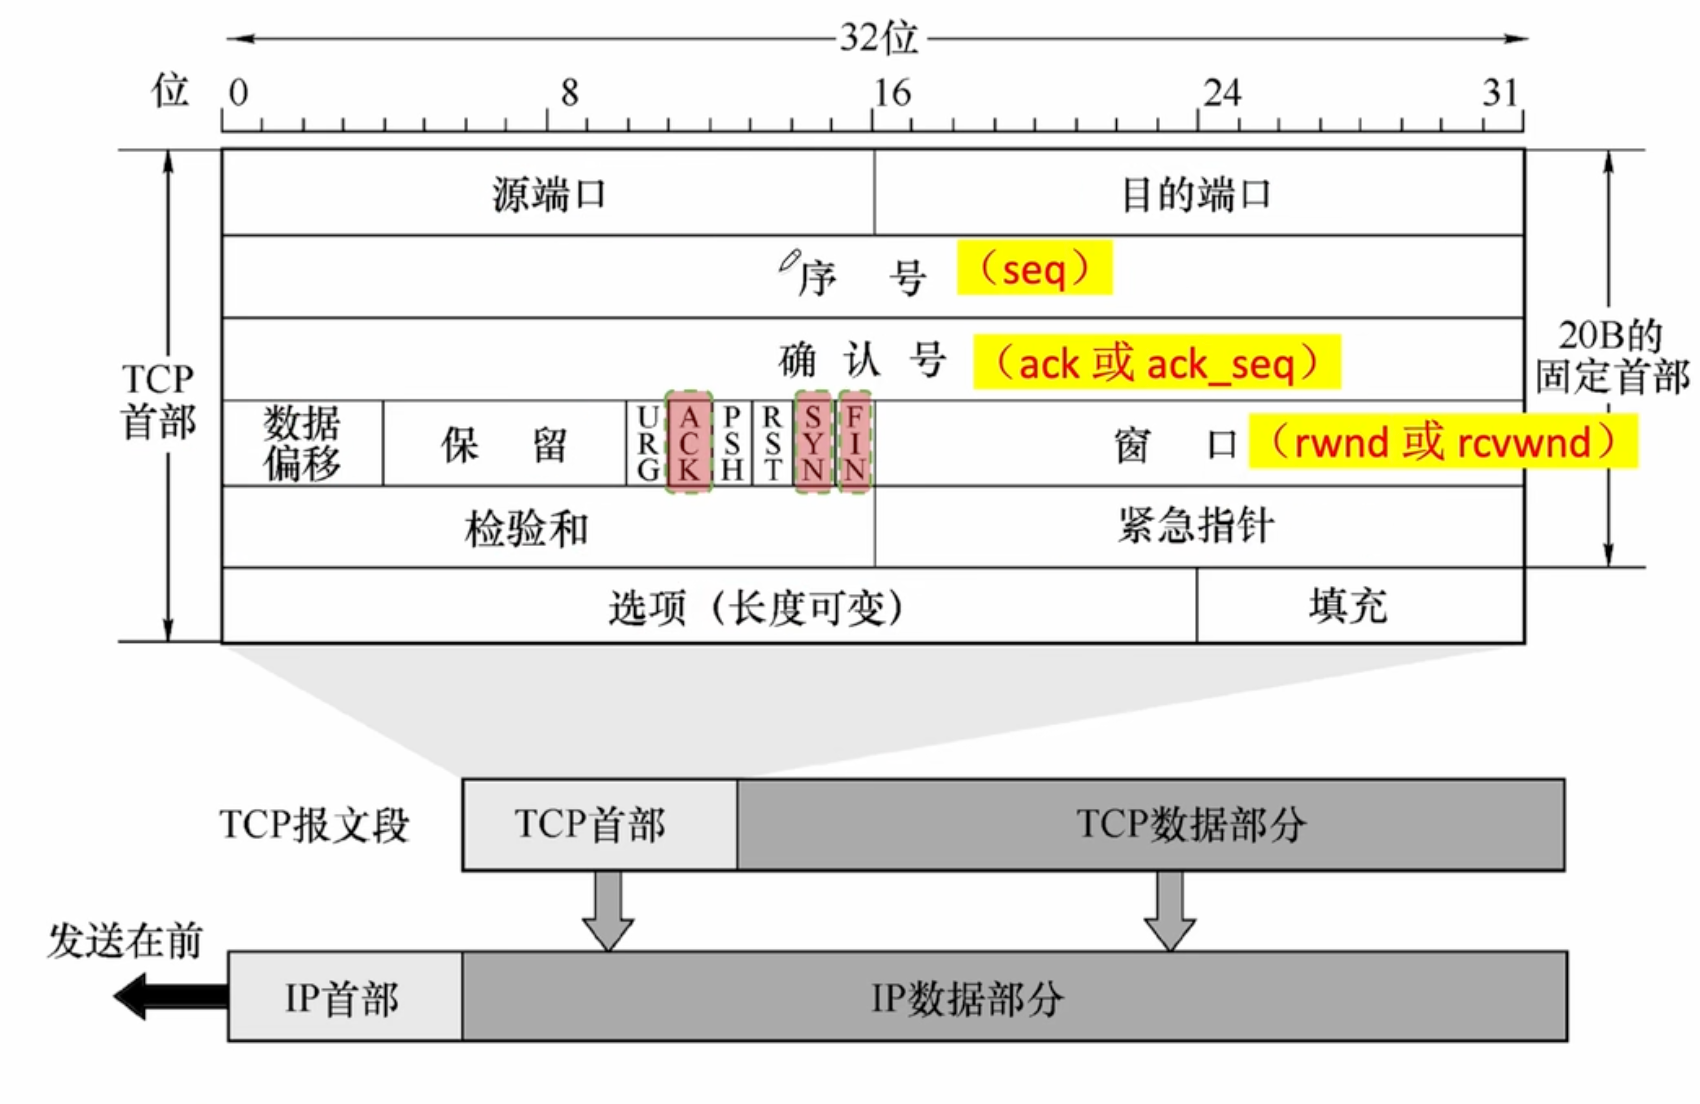 32位
位 0 8 16 24 31
源端口 目的端口
序 号 （seq）
确 认 号 （ack 或 ack_seq）
TCP
首部
20B的
固定首部
数据
偏移
保 留
URG
ACK
PSH
RST
SYN
FIN
窗 口 （rwnd 或 rcvwnd）
检验和 紧急指针
选项（长度可变） 填充
TCP报文段 TCP首部 TCP数据部分
发送在前
IP首部 IP数据部分